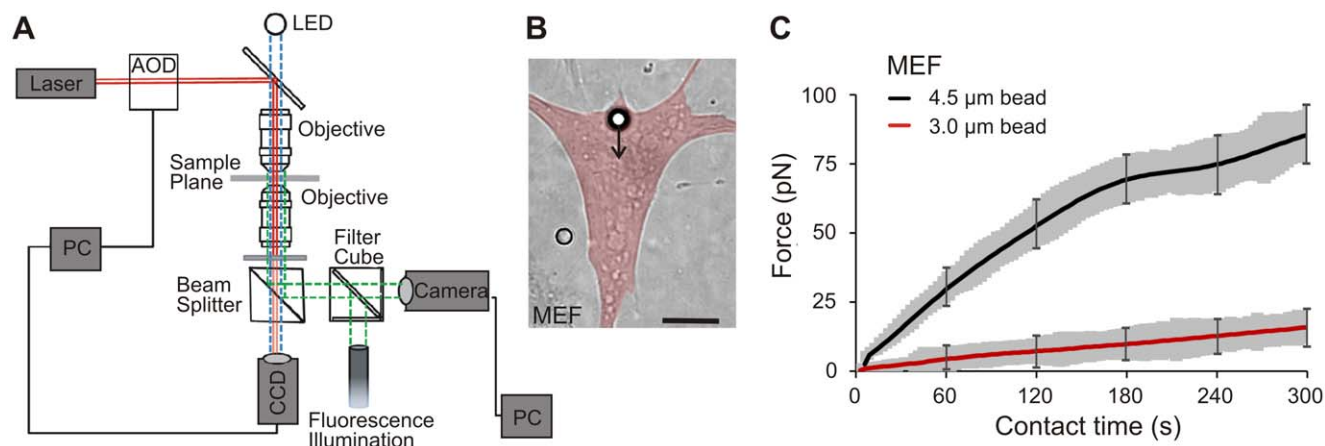 A
LED
AOD
Laser
Objective
Sample
Plane
Objective
PC
Filter
Cube
Beam
Splitter
Camera
CCD
Fluorescence
Illumination
PC
B
MEF
C
MEF
4.5 µm bead
3.0 µm bead
Force (pN)
100
75
50
25
0
0 60 120 180 240 300
Contact time (s)